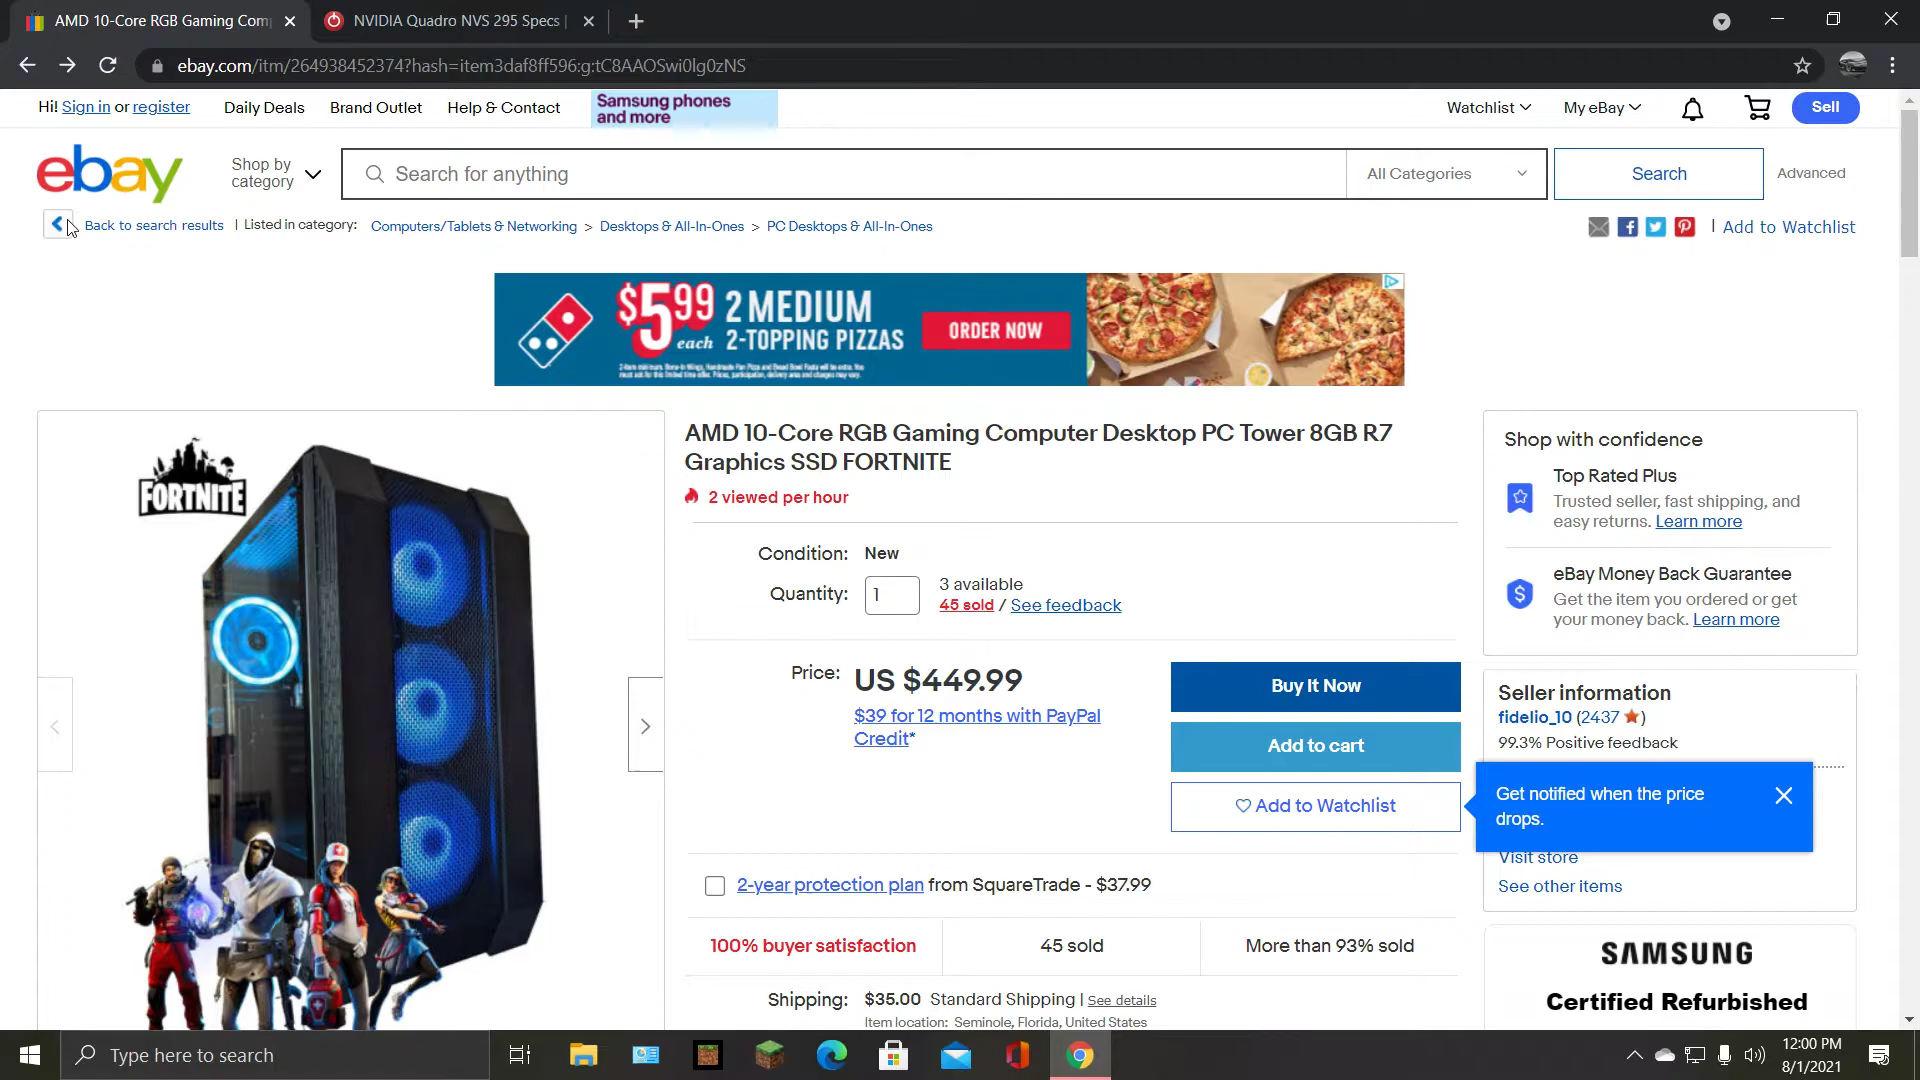 AMD 10-Core RGB Gaming Com
NVIDIA Quadro NVS 295 Specs |
ebay.com/itm/264938452374?hash=item3daf8ff596:g:tC8AAOSwi0lg0zNS
Hi! Sign in or register
Daily Deals
Brand Outlet
Help & Contact
Samsung phones
and more
Watchlist
My eBay
Sell
ebay
Shop by
category
Search for anything
All Categories
Search
Advanced
Back to search results
| Listed in category:
Computers/Tablets & Networking > Desktops & All-In-Ones > PC Desktops & All-In-Ones
| Add to Watchlist
$5.99
each
2 MEDIUM
2-TOPPING PIZZAS
ORDER NOW
FORTNITE
AMD 10-Core RGB Gaming Computer Desktop PC Tower 8GB R7
Graphics SSD FORTNITE
2 viewed per hour
Condition: New
Quantity: 1
3 available
45 sold / See feedback
Price: US $449.99
$39 for 12 months with PayPal
Credit*
Buy It Now
Add to cart
Add to Watchlist
2-year protection plan from SquareTrade - $37.99
100% buyer satisfaction
45 sold
More than 93% sold
Shipping: $35.00 Standard Shipping | See details
Item location: Seminole, Florida, United States
Shop with confidence
Top Rated Plus
Trusted seller, fast shipping, and
easy returns. Learn more
$
eBay Money Back Guarantee
Get the item you ordered or get
your money back. Learn more
Seller information
fidelio_10 (2437)
99.3% Positive feedback
Get notified when the price
drops.
Visit store
See other items
SAMSUNG
Certified Refurbished
Type here to search
12:00 PM
8/1/2021